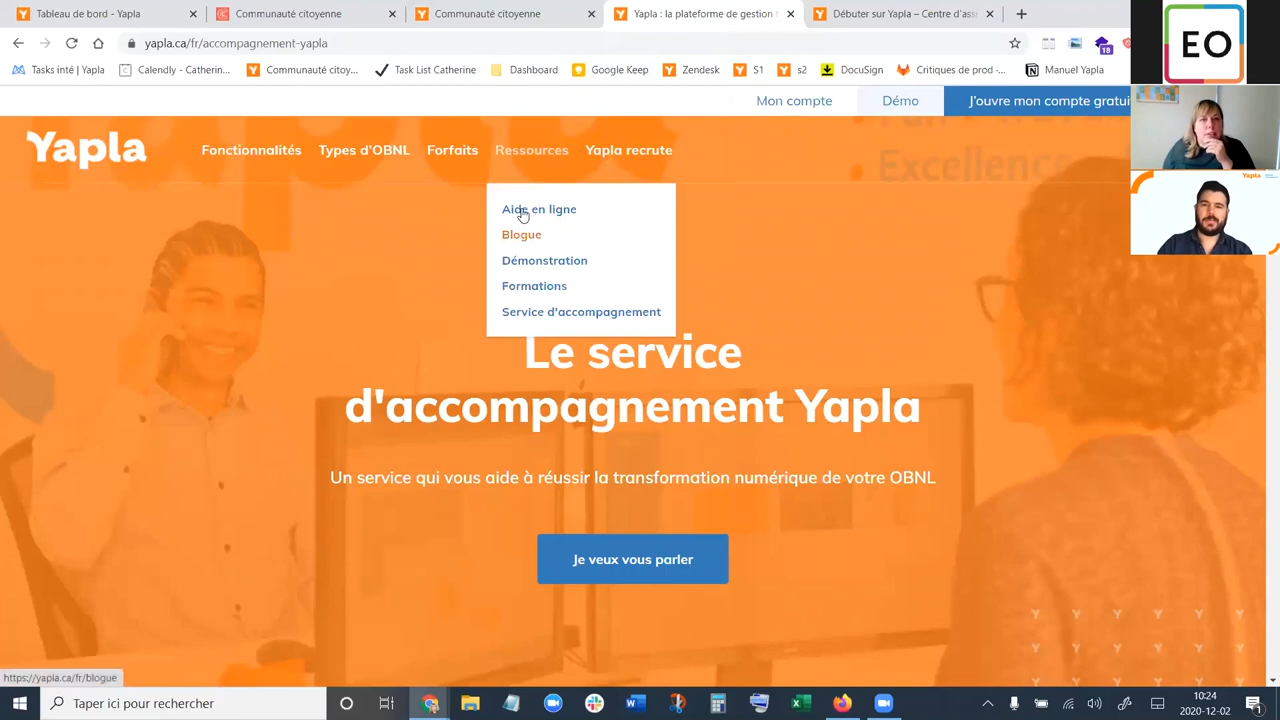 Tableau de bord - Yapla
Communauté citoyenne
Communauté citoyenne
Yapla : la plateforme de gestion
Débuter sur Yapla – Centre d'ass
yapla.ca/fr/accompagnement-yapla
18
Tasks inté | Yapla
Calendly - Catherin...
Communauté citoy...
Task List Catherine
Dashboard
Google Keep
Zendesk
S1
s2
DocuSign
Critiques de prod -...
Manuel Yapla
EO
Mon compte
Démo
J'ouvre mon compte gratui
Yapla
Fonctionnalités
Types d'OBNL
Forfaits
Ressources
Yapla recrute
Excellence
Yapla
Aide en ligne
Blogue
Démonstration
Formations
Service d'accompagnement
Le service
d'accompagnement Yapla
Un service qui vous aide à réussir la transformation numérique de votre OBNL
Je veux vous parler
https://yapla.ca/fr/blogue
Taper ici pour rechercher
10:24
2020-12-02
1